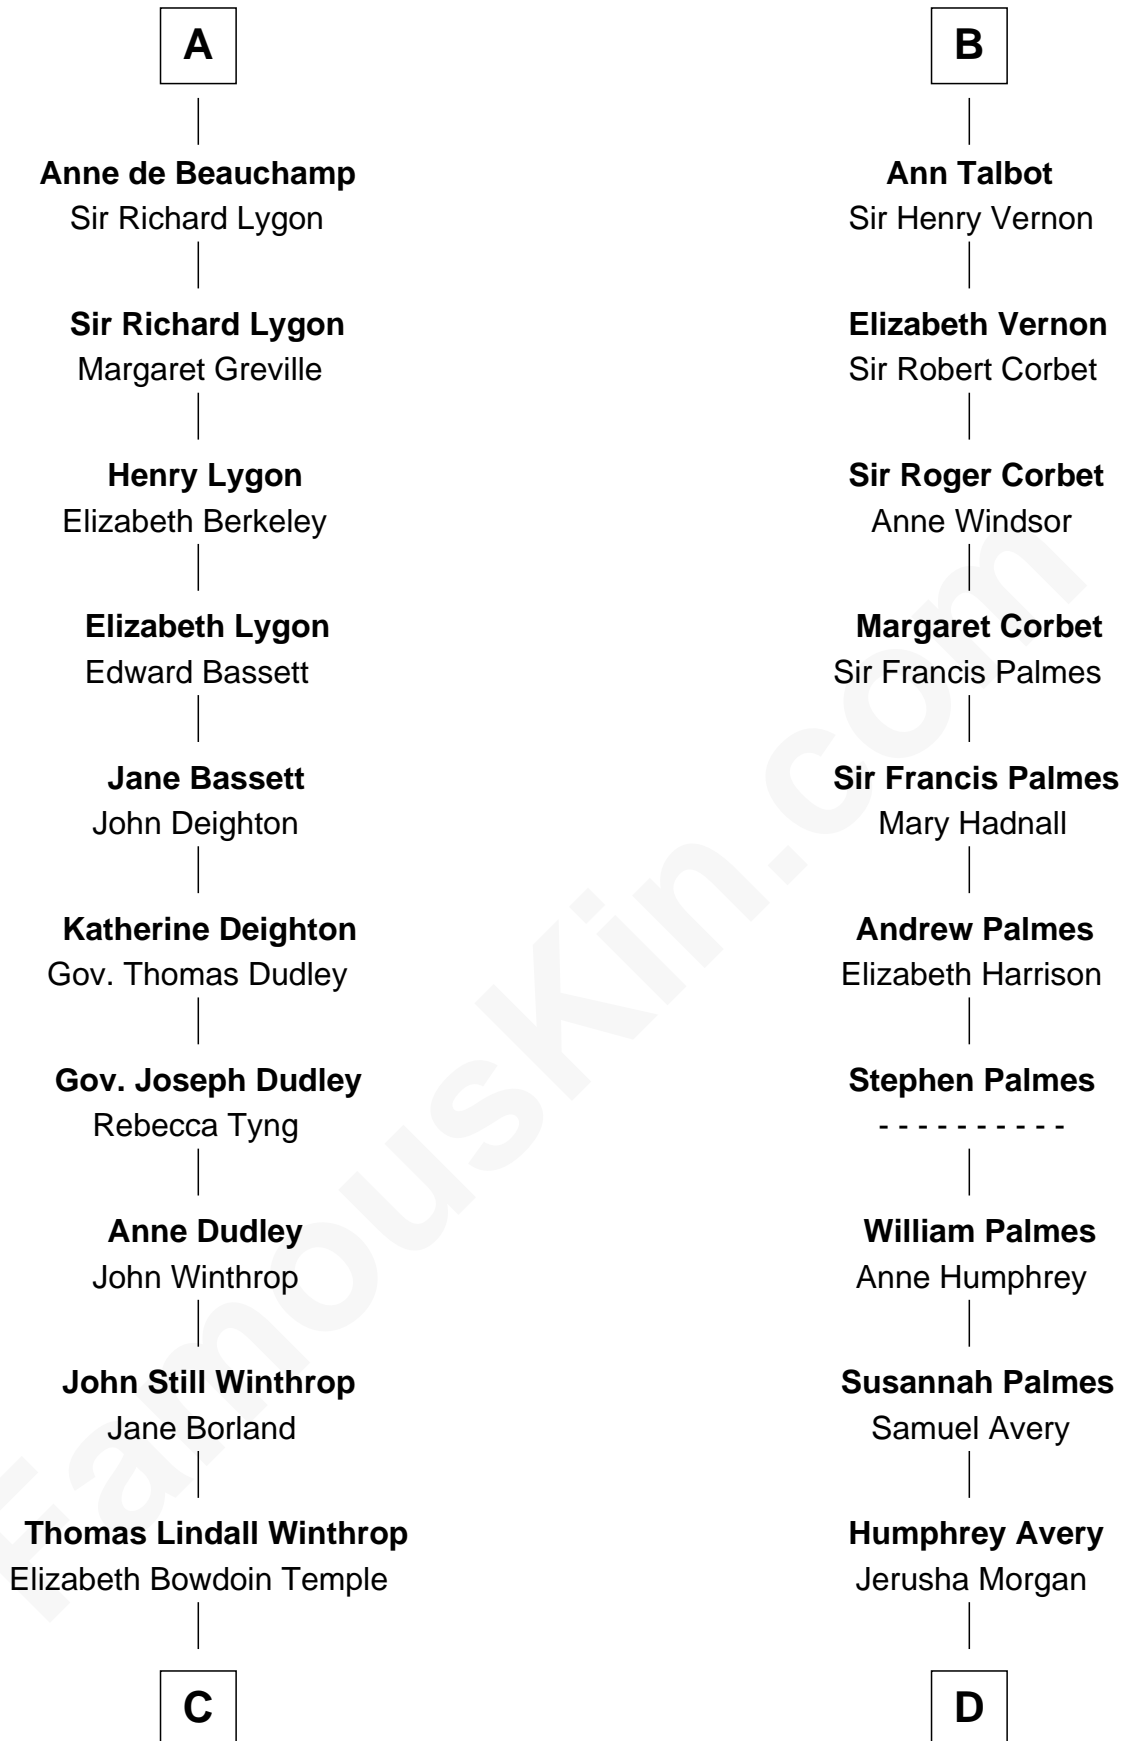 A
Anne de Beauchamp
Sir Richard Lygon
Sir Richard Lygon
Margaret Greville
Henry Lygon
Elizabeth Berkeley
Elizabeth Lygon
Edward Bassett
Jane Bassett
John Deighton
Katherine Deighton
Gov. Thomas Dudley
Gov. Joseph Dudley
Rebecca Tyng
Anne Dudley
John Winthrop
John Still Winthrop
Jane Borland
Thomas Lindall Winthrop
Elizabeth Bowdoin Temple
C
B
Ann Talbot
Sir Henry Vernon
Elizabeth Vernon
Sir Robert Corbet
Sir Roger Corbet
Anne Windsor
Margaret Corbet
Sir Francis Palmes
Sir Francis Palmes
Mary Hadnall
Andrew Palmes
Elizabeth Harrison
Stephen Palmes
- - - - - - - - - -
William Palmes
Anne Humphrey
Susannah Palmes
Samuel Avery
Humphrey Avery
Jerusha Morgan
D
FamousKin.com